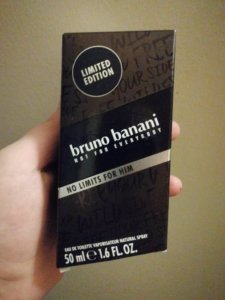 LIMITED
EDITION
bruno banani
NOT FOR EVERYBODY
NO LIMITS FOR HIM
EAU DE TOILETTE VAPORISATEUR NATURAL SPRAY
50 ml ℮ 1.6 FL. OZ.